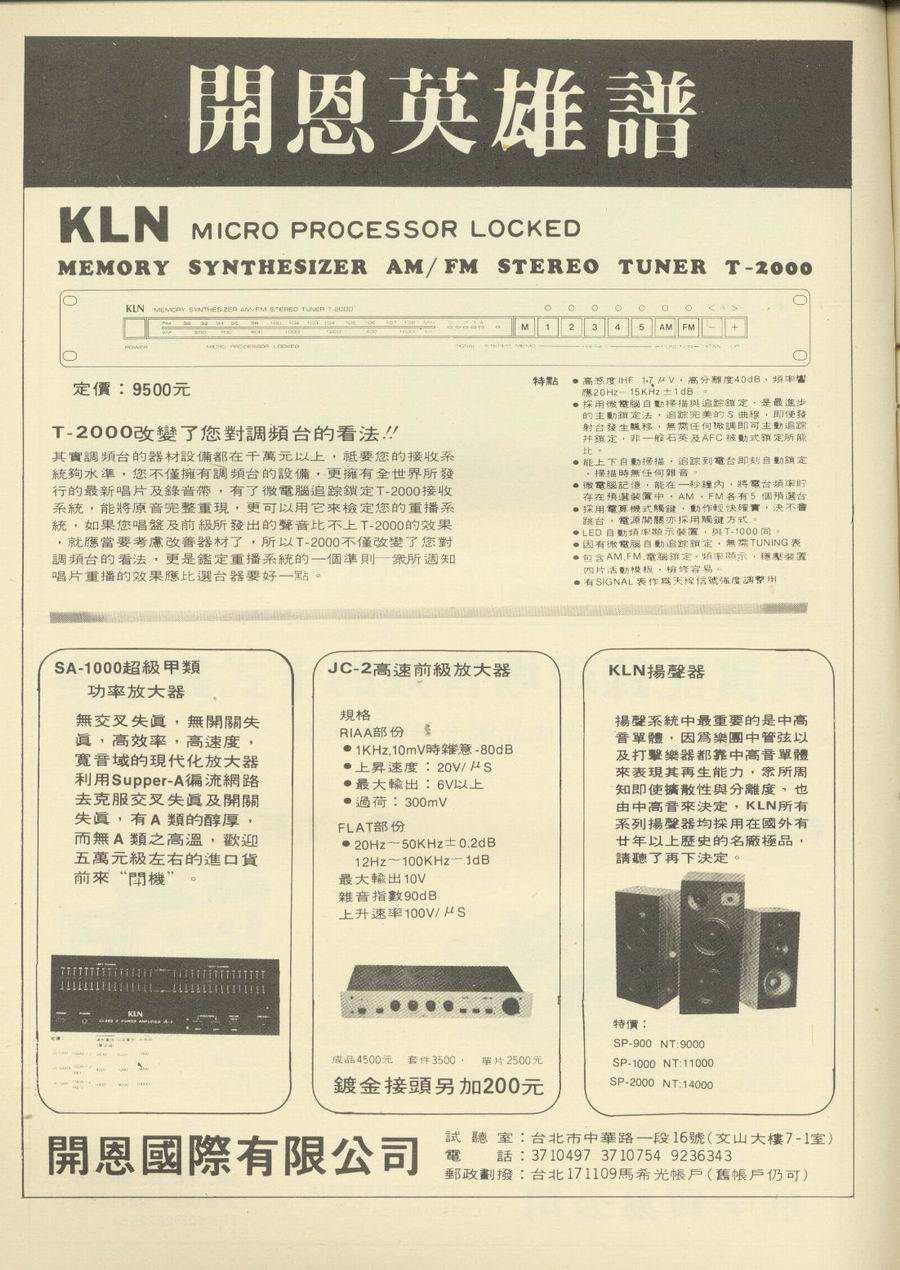 開恩英雄譜
KLN MICRO PROCESSOR LOCKED
MEMORY SYNTHESIZER AM/FM STEREO TUNER T-2000
KLN MEMORY SYNTHESIZER AM/FM STEREO TUNER T-2000
M 1 2 3 4 5 AM FM − +
POWER MICRO PROCESSOR LOCKED
定價：9500元
T-2000改變了您對調頻台的看法!!
其實調頻台的器材設備都在千萬元以上，祗要您的接收系
統夠水準，您不僅擁有調頻台的設備，更擁有全世界所發
行的最新唱片及錄音帶，有了微電腦追踪鎖定T-2000接收
系統，能將原音完整重現，更可以用它來檢定您的重播系
統，如果您唱盤及前級所發出的聲音比不上T-2000的效果
，就應當要考慮改善器材了，所以T-2000不僅改變了您對
調頻台的看法，更是鑑定重播系統的一個準則─衆所週知
唱片重播的效果應比選台器要好一點。
特點
●高感度IHF 1.7μV，高分離度40dB、頻率響
應20Hz─15KHz±1dB。
●採用微電腦自動掃描與追踪鎖定，是最進步
的主動鎖定法，追踪完美的S曲線，即使發
射台發生飄移，無需任何微調即可主動追踪
幷鎖定，非一般石英及AFC被動式鎖定所能
比。
●能上下自動掃描，追踪到電台即刻自動鎖定
，掃描時無任何雜音。
●微電腦記憶，能在一秒鐘內，將電台頻率貯
存在預選裝置中，AM、FM各有5個預選台
●採用電算機式觸鍵，動作輕快確實，決不會
跳台，電源開關亦採用觸鍵方式。
●LED自動頻率顯示裝置，與T-1000同。
●因有微電腦自動追踪鎖定，無需TUNING表
●包含AM,FM,電腦鎖定，頻率顯示，穩壓裝置
四片活動模板，檢修容易。
●有SIGNAL表作爲天線信號強度調整用
SA-1000超級甲類
功率放大器
無交叉失眞，無開關失
眞，高效率，高速度，
寬音域的現代化放大器
利用Supper-A偏流網路
去克服交叉失眞及開關
失眞，有A類的醇厚，
而無A類之高溫，歡迎
五萬元級左右的進口貨
前來“鬥機”。
KLN
CLASS A POWER AMPLIFIER
JC-2高速前級放大器
規格
RIAA部份
●1KHz,10mV時雜意-80dB
●上昇速度：20V/μS
●最大輸出：6V以上
●過荷：300mV
FLAT部份
●20Hz～50KHz±0.2dB
12Hz～100KHz─1dB
最大輸出10V
雜音指數90dB
上升速率100V/μS
成品4500元 套件3500· 單片2500元
鍍金接頭另加200元
KLN揚聲器
揚聲系統中最重要的是中高
音單體，因爲樂團中管弦以
及打擊樂器都靠中高音單體
來表現其再生能力，衆所周
知即使擴散性與分離度、也
由中高音來決定，KLN所有
系列揚聲器均採用在國外有
廿年以上歷史的名廠極品，
請聽了再下決定。
特價：
SP-900 NT:9000
SP-1000 NT:11000
SP-2000 NT:14000
開恩國際有限公司
試聽室：台北市中華路一段16號(文山大樓7-1室)
電話：3710497 3710754 9236343
郵政劃撥：台北171109馬希光帳戶(舊帳戶仍可)